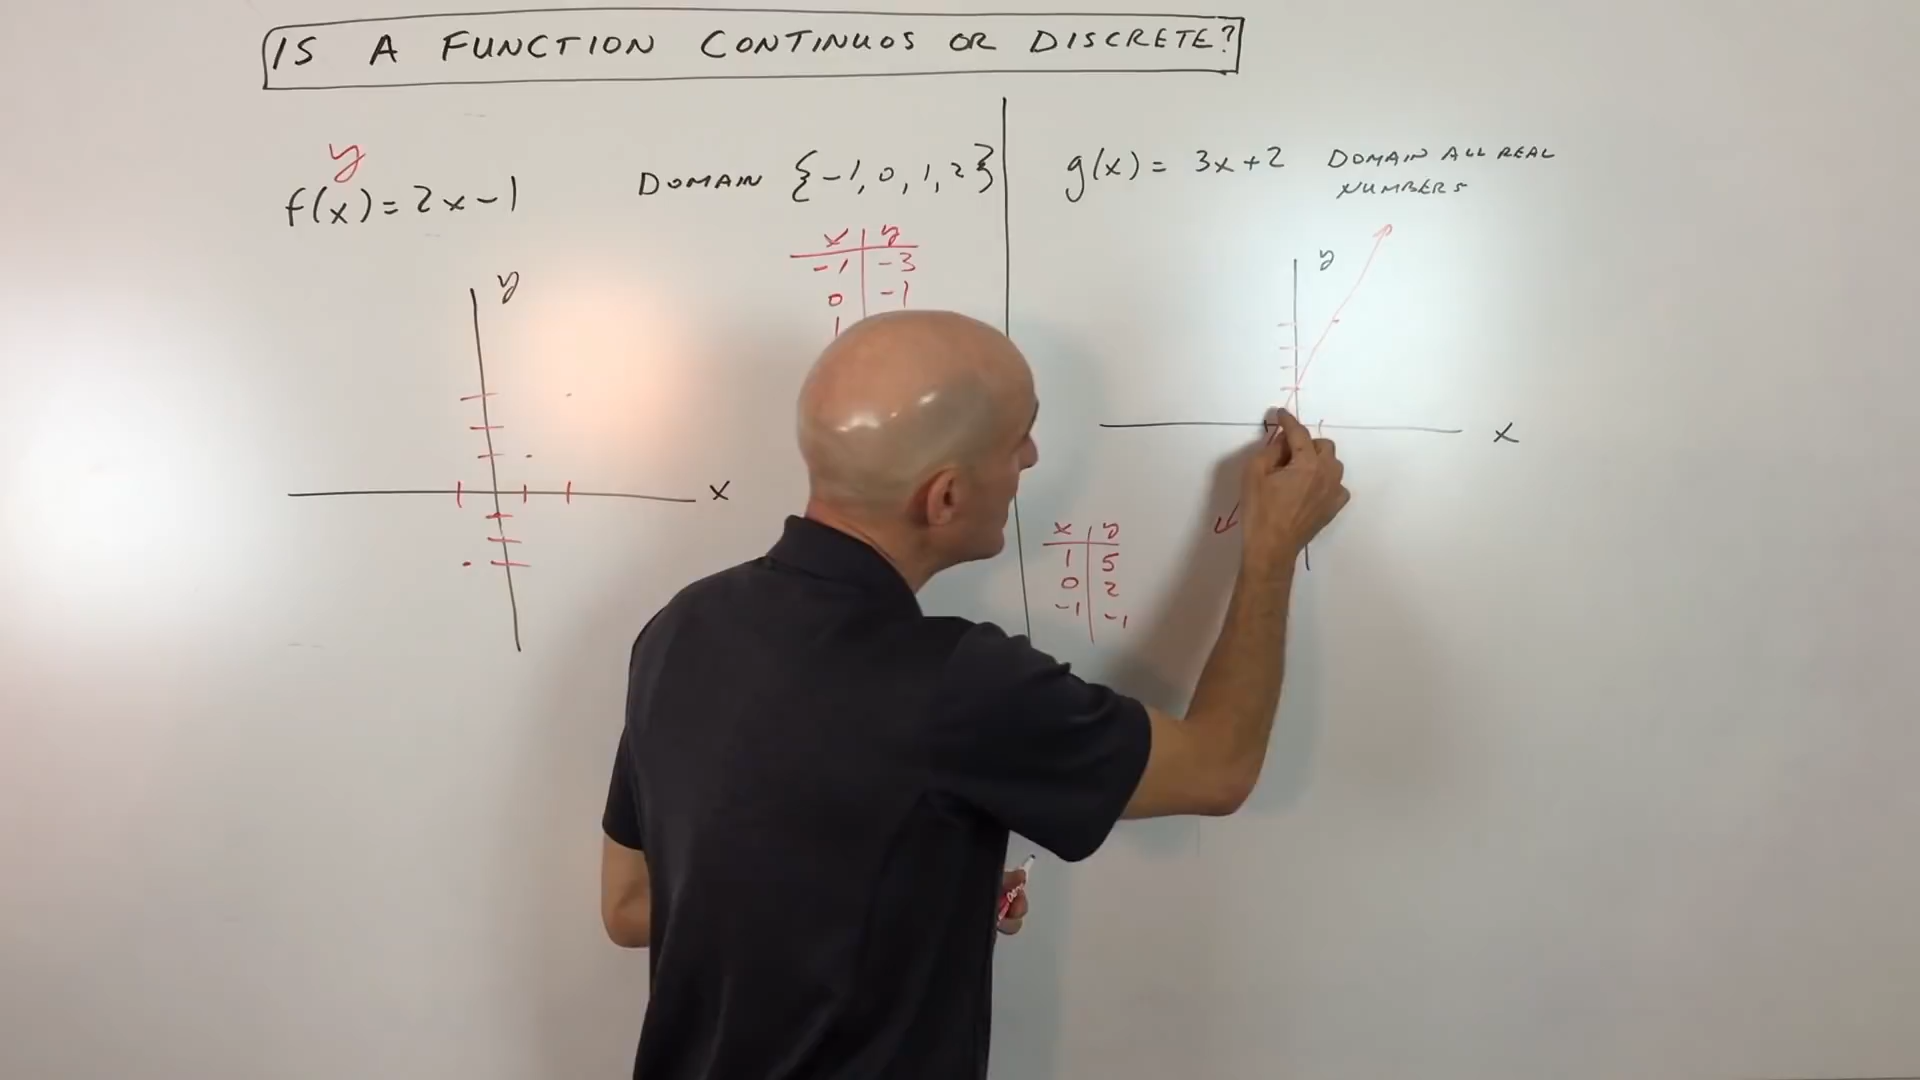 IS A FUNCTION CONTINUOS OR DISCRETE?
y
f(x) = 2x-1
DOMAIN {-1, 0, 1, 2}
x y
-1 -3
0 -1
1
y
x
g(x) = 3x+2
DOMAIN ALL REAL
NUMBERS
y
x
x y
1 5
0 2
-1 -1